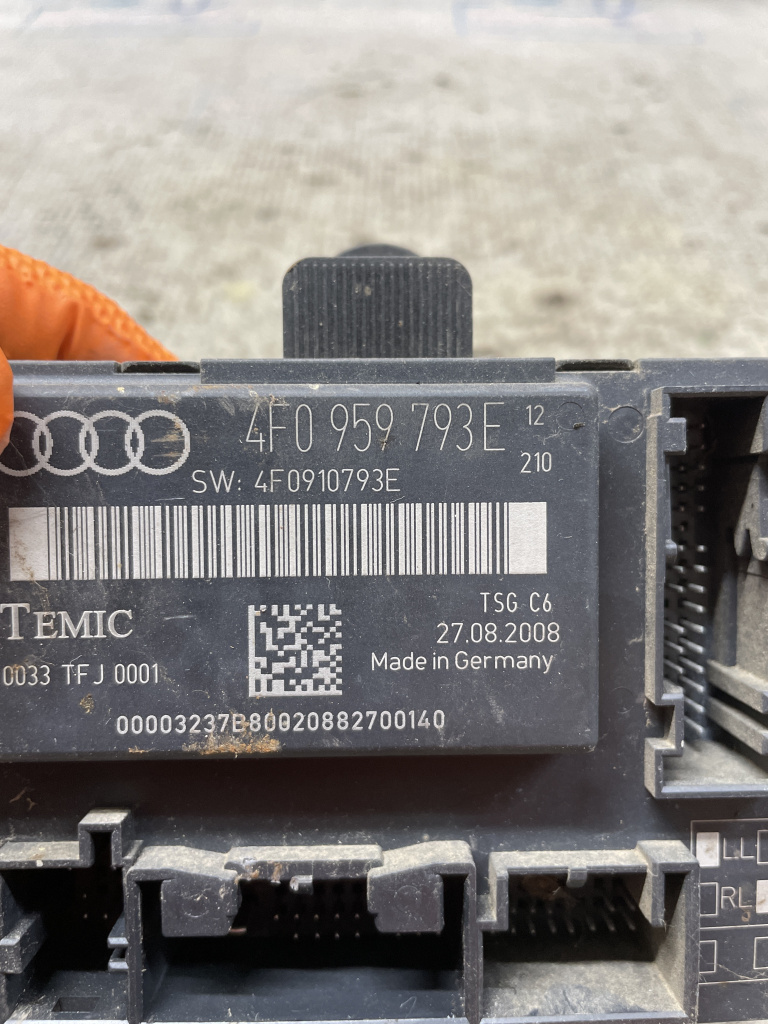 4F0 959 793E 12
210
SW: 4F0910793E
TEMIC
TSG C6
27.08.2008
Made in Germany
0033 TFJ 0001
00003237B80020882700140
LL
RL